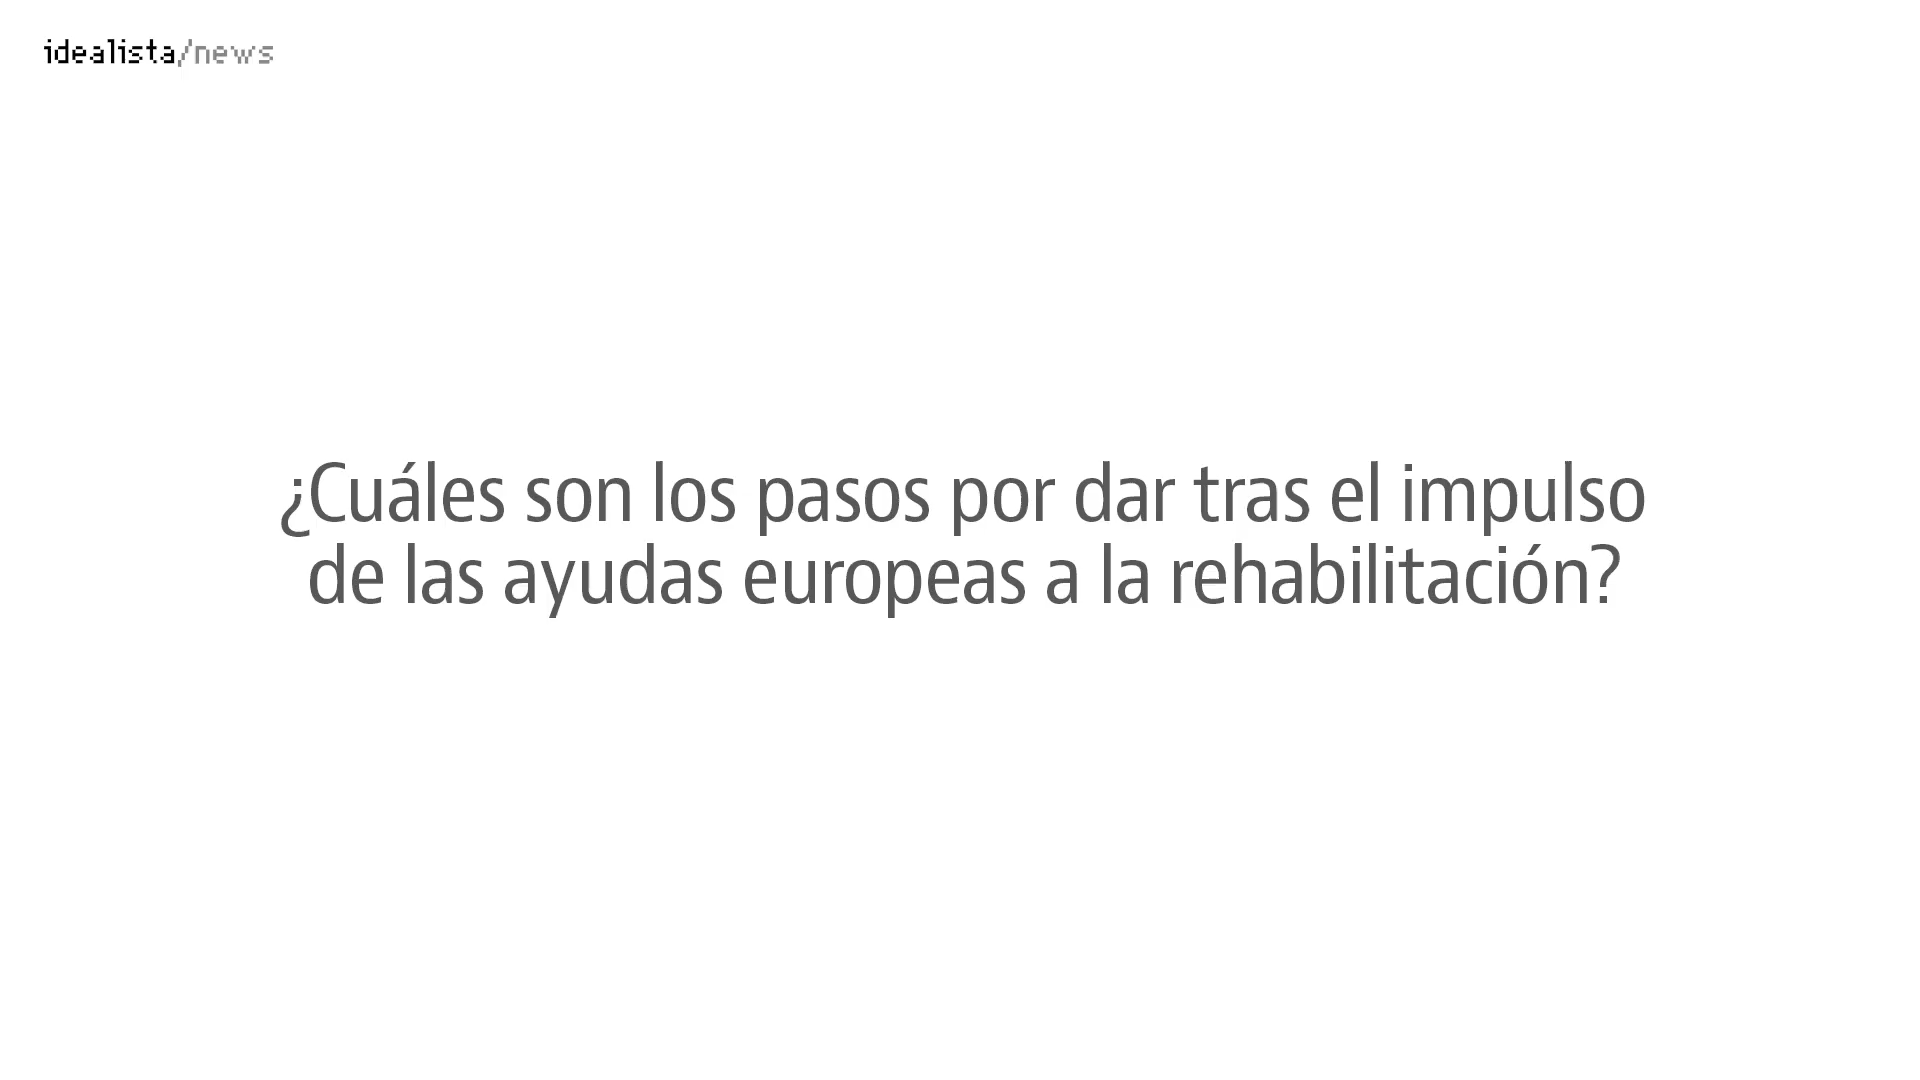 idealista/news
¿Cuáles son los pasos por dar tras el impulso
de las ayudas europeas a la rehabilitación?